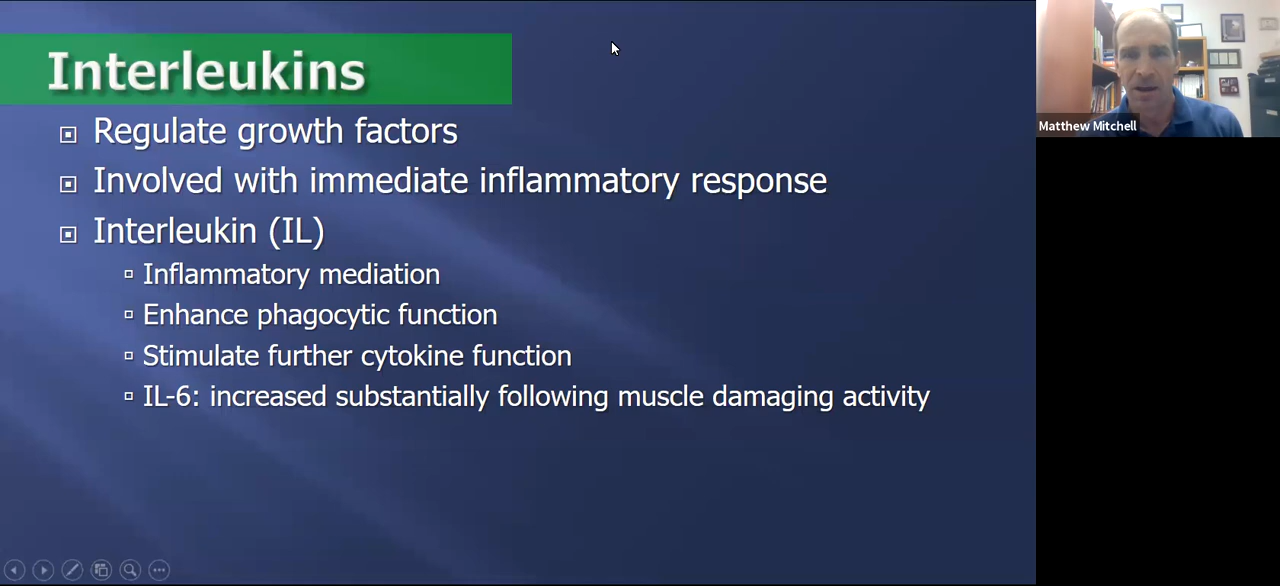 Interleukins
Regulate growth factors
Involved with immediate inflammatory response
Interleukin (IL)
Inflammatory mediation
Enhance phagocytic function
Stimulate further cytokine function
IL-6: increased substantially following muscle damaging activity
Matthew Mitchell